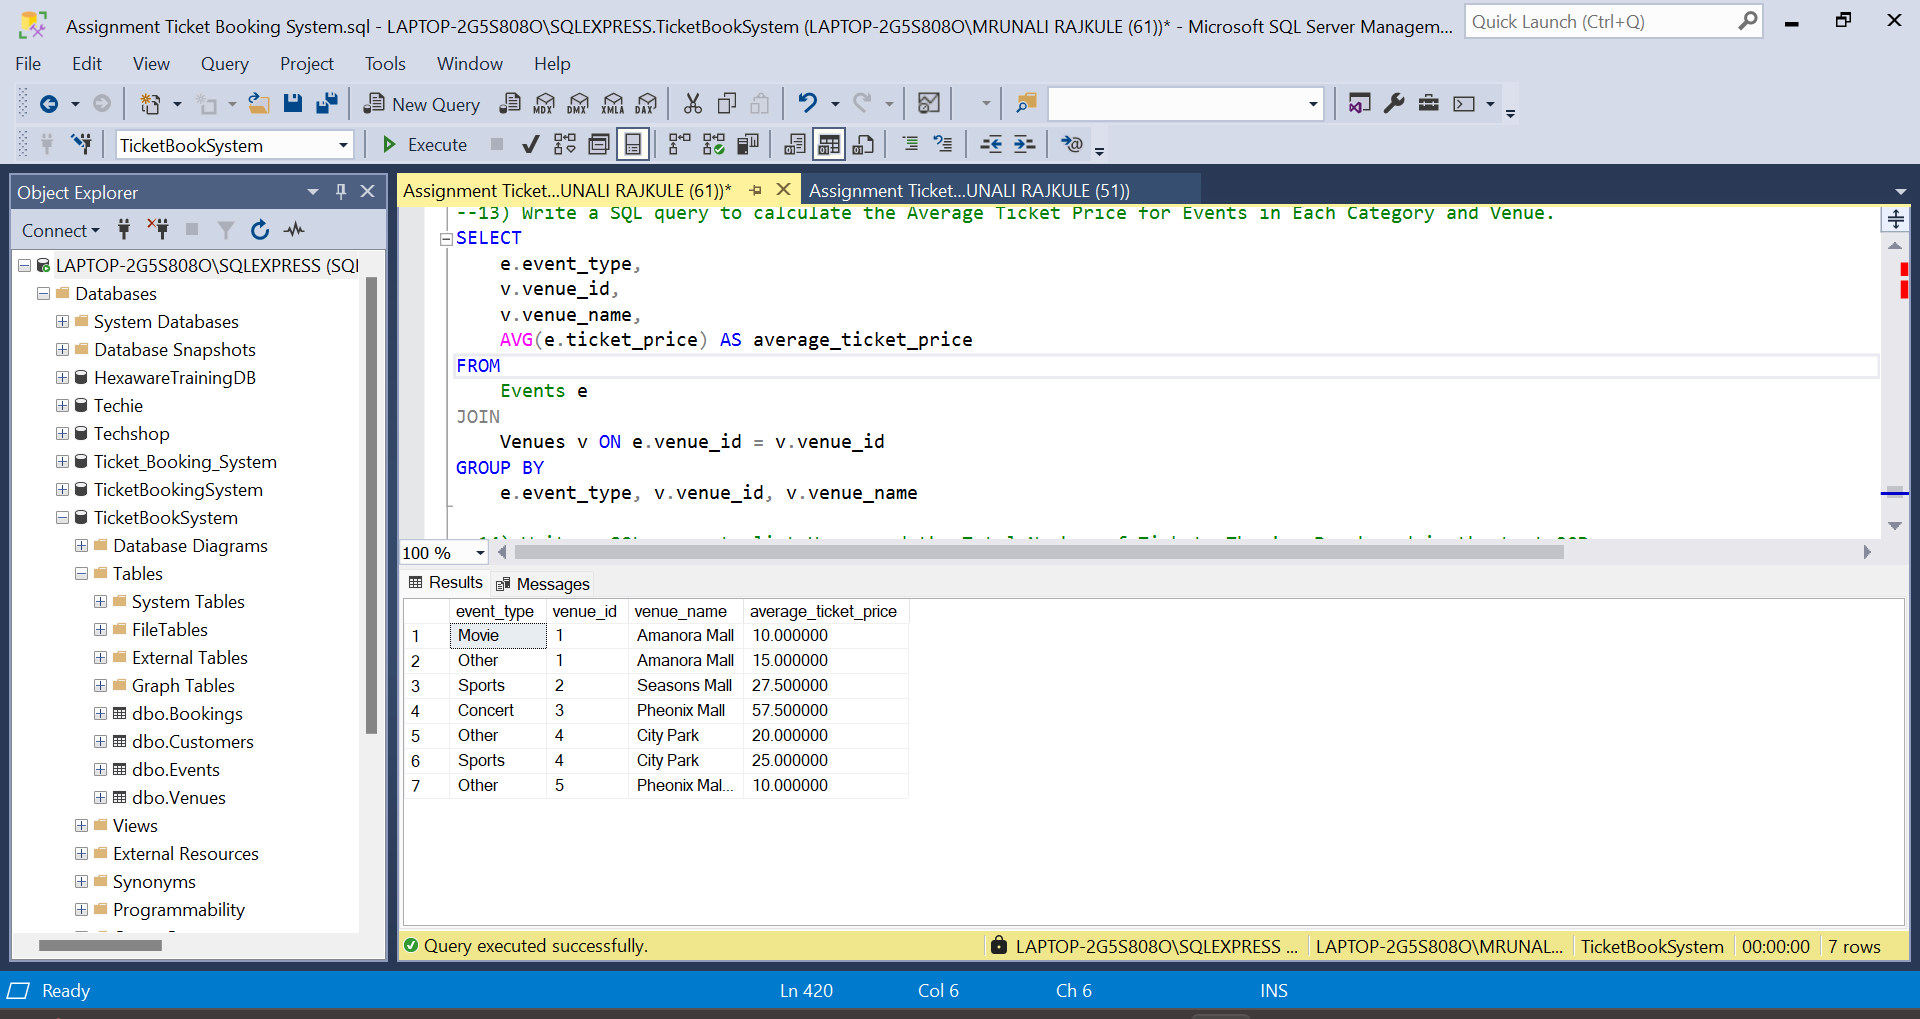 Assignment Ticket Booking System.sql - LAPTOP-2G5S808O\SQLEXPRESS.TicketBookSystem (LAPTOP-2G5S808O\MRUNALI RAJKULE (61))* - Microsoft SQL Server Managem...
Quick Launch (Ctrl+Q)
File Edit View Query Project Tools Window Help
New Query MDX DMX XMLA DAX
TicketBookSystem Execute
Object Explorer
Connect
LAPTOP-2G5S808O\SQLEXPRESS (SQL
Databases
System Databases
Database Snapshots
HexawareTrainingDB
Techie
Techshop
Ticket_Booking_System
TicketBookingSystem
TicketBookSystem
Database Diagrams
Tables
System Tables
FileTables
External Tables
Graph Tables
dbo.Bookings
dbo.Customers
dbo.Events
dbo.Venues
Views
External Resources
Synonyms
Programmability
Assignment Ticket...UNALI RAJKULE (61))* Assignment Ticket...UNALI RAJKULE (51))
--13) Write a SQL query to calculate the Average Ticket Price for Events in Each Category and Venue.
SELECT
e.event_type,
v.venue_id,
v.venue_name,
AVG(e.ticket_price) AS average_ticket_price
FROM
Events e
JOIN
Venues v ON e.venue_id = v.venue_id
GROUP BY
e.event_type, v.venue_id, v.venue_name
100 %
Results Messages
event_type venue_id venue_name average_ticket_price
1 Movie 1 Amanora Mall 10.000000
2 Other 1 Amanora Mall 15.000000
3 Sports 2 Seasons Mall 27.500000
4 Concert 3 Pheonix Mall 57.500000
5 Other 4 City Park 20.000000
6 Sports 4 City Park 25.000000
7 Other 5 Pheonix Mal... 10.000000
Query executed successfully. LAPTOP-2G5S808O\SQLEXPRESS ... LAPTOP-2G5S808O\MRUNAL... TicketBookSystem 00:00:00 7 rows
Ready Ln 420 Col 6 Ch 6 INS